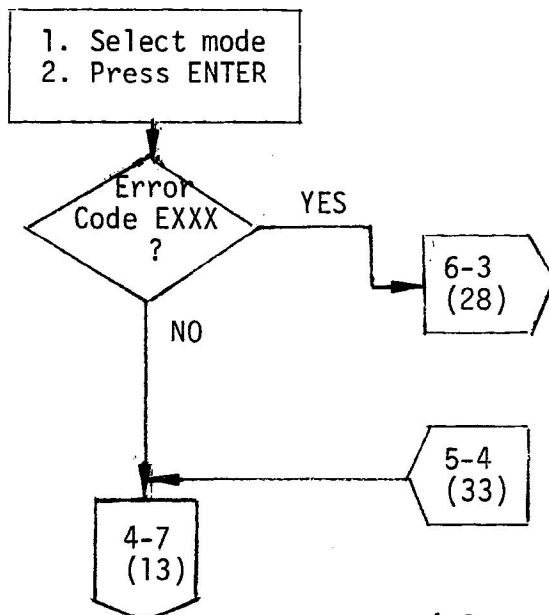 1. Select mode
2. Press ENTER
Error
Code EXXX
?
YES
6-3
(28)
NO
5-4
(33)
4-7
(13)